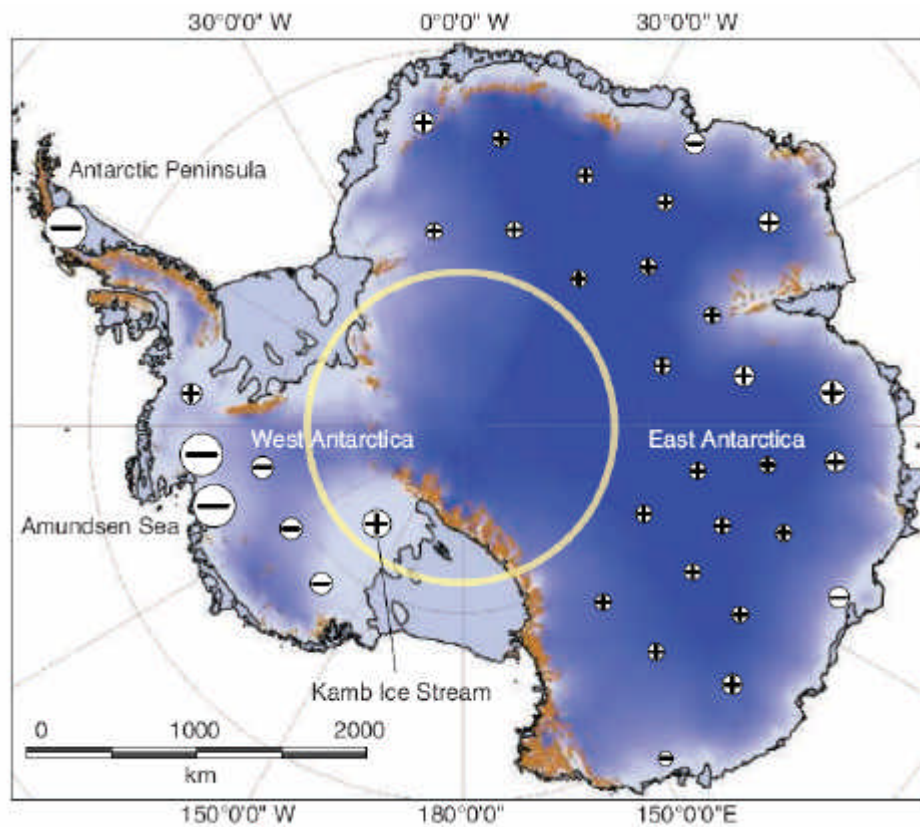 30°0'0" W 0°0'0" W 30°0'0" W
Antarctic Peninsula
West Antarctica
East Antarctica
Amundsen Sea
Kamb Ice Stream
0 1000 2000
km
150°0'0" W 180°0'0" W 150°0'0"E